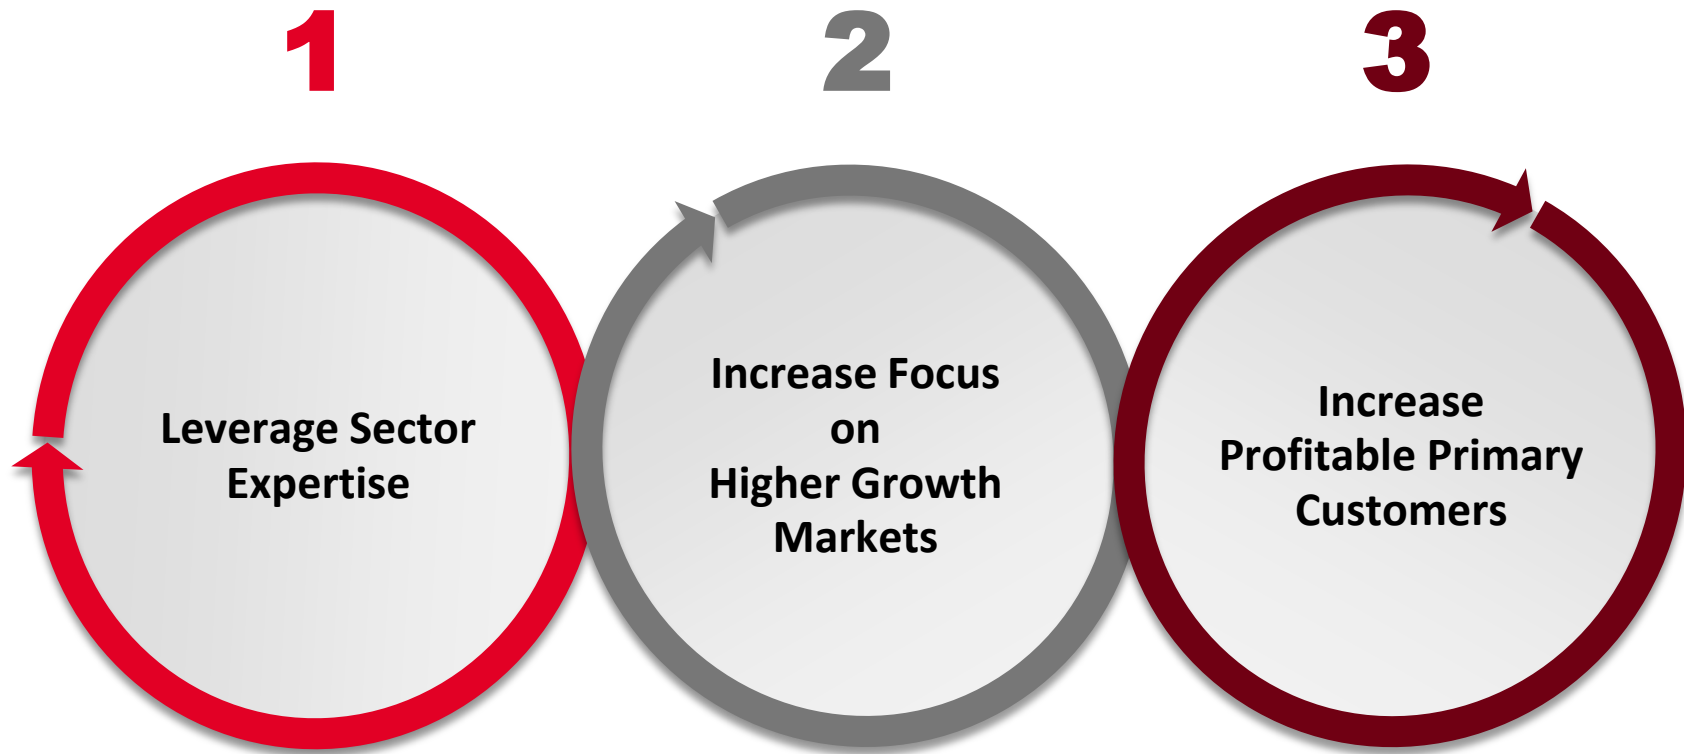 1
2
3
Leverage Sector
Expertise
Increase Focus
on
Higher Growth
Markets
Increase
Profitable Primary
Customers